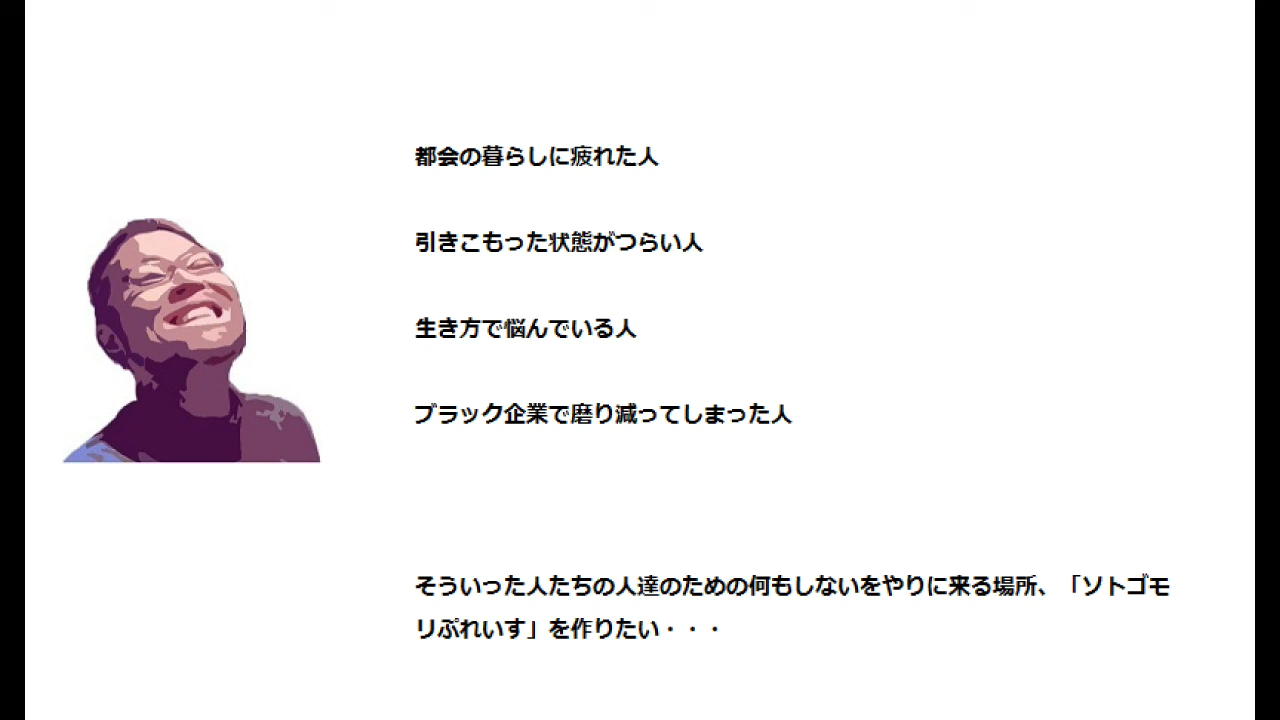 都会の暮らしに疲れた人
引きこもった状態がつらい人
生き方で悩んでいる人
ブラック企業で磨り減ってしまった人
そういった人たちの人達のための何もしないをやりに来る場所、「ソトゴモ
リぷれいす」を作りたい・・・